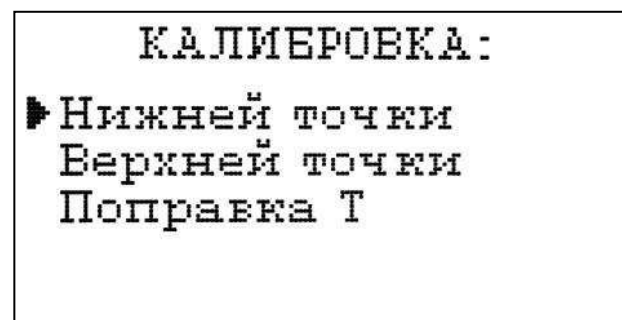 КАЛИБРОВКА:
Нижней точки
Верхней точки
Поправка Т